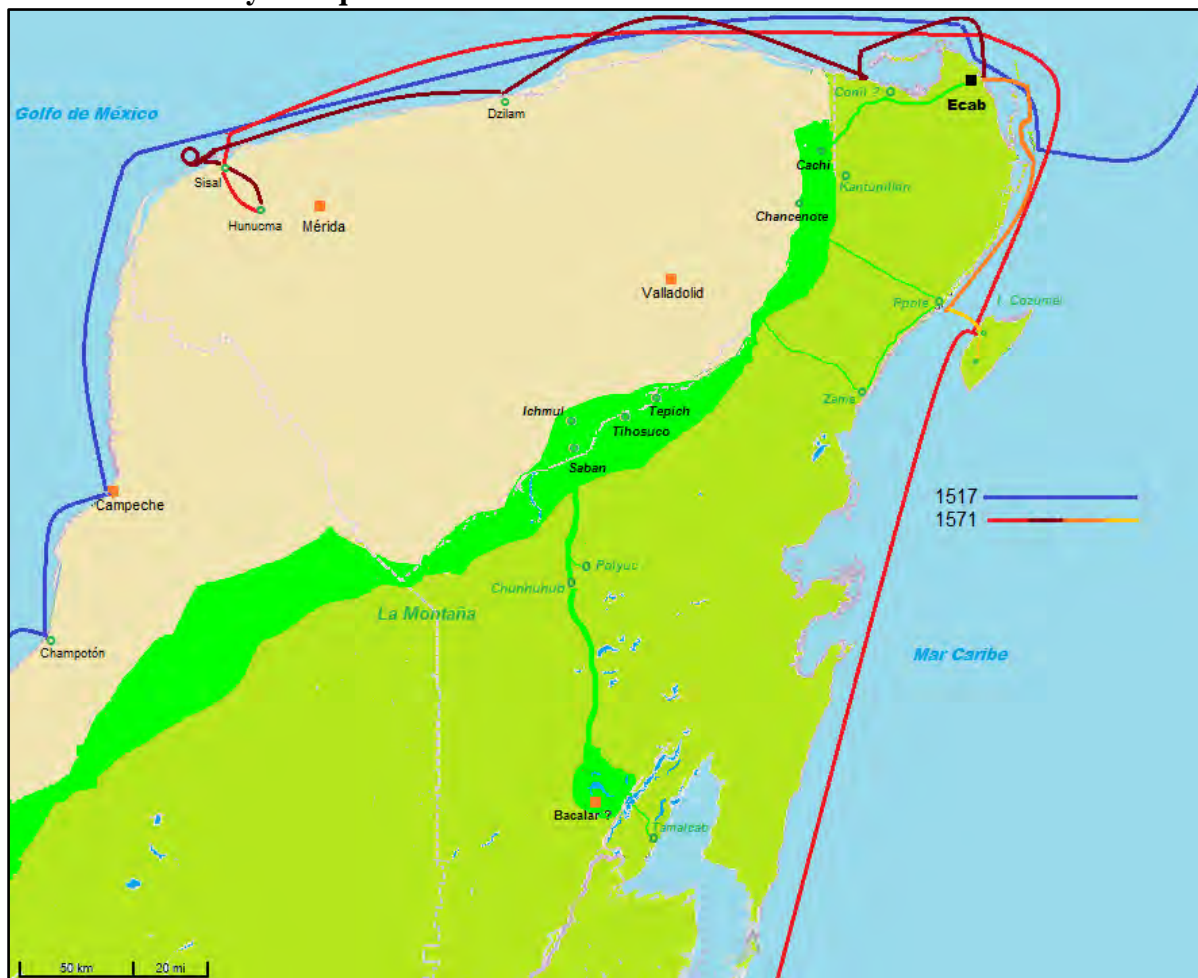 Conil ?
Ecab
Golfo de México
Dzilam
Cachi
Sisal
Kantunilkin
Chancenote
Hunucma
Mérida
Valladolid
Ppole
I. Cozumel
Zama
Ichmul
Tepich
Tihosuco
Saban
1517
Campeche
1571
Polyuc
Chunhuhub
La Montaña
Champotón
Mar Caribe
Bacalar ?
Tamalcab
50 km 20 mi